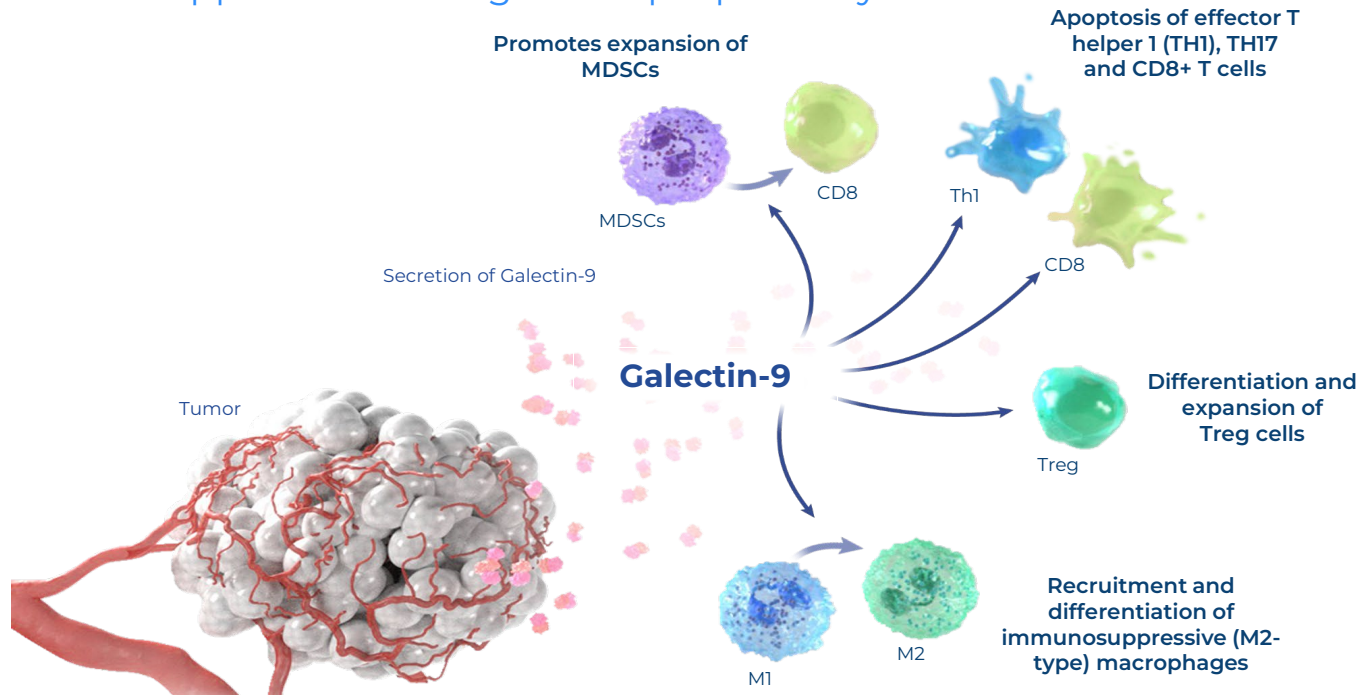 Promotes expansion of
MDSCs
Apoptosis of effector T
helper 1 (TH1), TH17
and CD8+ T cells
MDSCs
CD8
Th1
CD8
Secretion of Galectin-9
Galectin-9
Tumor
Differentiation and
expansion of
Treg cells
Treg
M1
M2
Recruitment and
differentiation of
immunosuppressive (M2-
type) macrophages